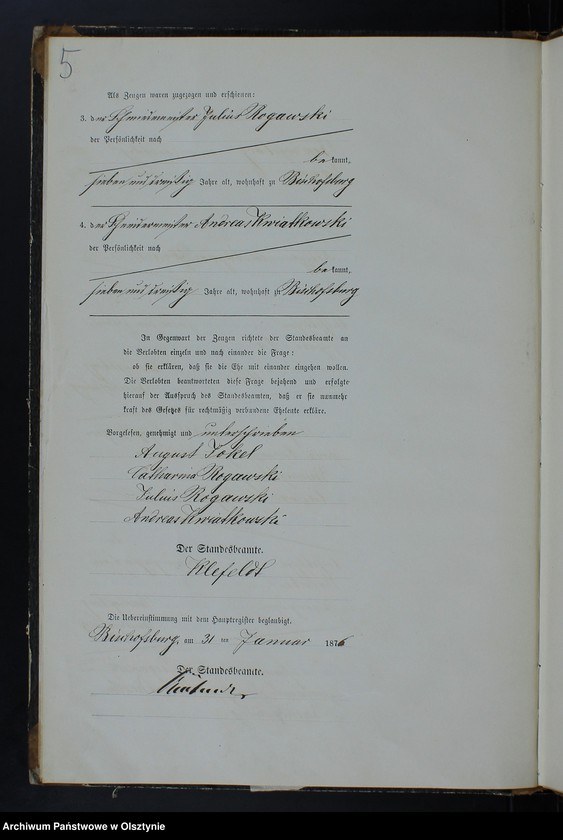 5
Als Zeugen waren zugezogen und erschienen:
3. der Schneidermeister Julius Rogawski
der Persönlichkeit nach
bekannt,
sieben und dreißig Jahre alt, wohnhaft zu Bischofsburg
4. der Schneidermeister Andreas Kwiatkowski
der Persönlichkeit nach
bekannt,
sieben und dreißig Jahre alt, wohnhaft zu Bischofsburg
In Gegenwart der Zeugen richtete der Standesbeamte an
die Verlobten einzeln und nach einander die Frage:
ob sie erklären, daß sie die Ehe mit einander eingehen wollen.
Die Verlobten beantworteten diese Frage bejahend und erfolgte
hierauf der Ausspruch des Standesbeamten, daß er sie nunmehr
kraft des Gesetzes für rechtmäßig verbundene Eheleute erkläre.
Vorgelesen, genehmigt und unterschrieben
August Tokel
Catharina Rogawski
Julius Rogawski
Andreas Kwiatkowski
Der Standesbeamte.
Klefeldt
Die Uebereinstimmung mit dem Hauptregister beglaubigt.
Bischofsburg, am 31 ten Januar 1876
Der Standesbeamte.
Archiwum Państwowe w Olsztynie